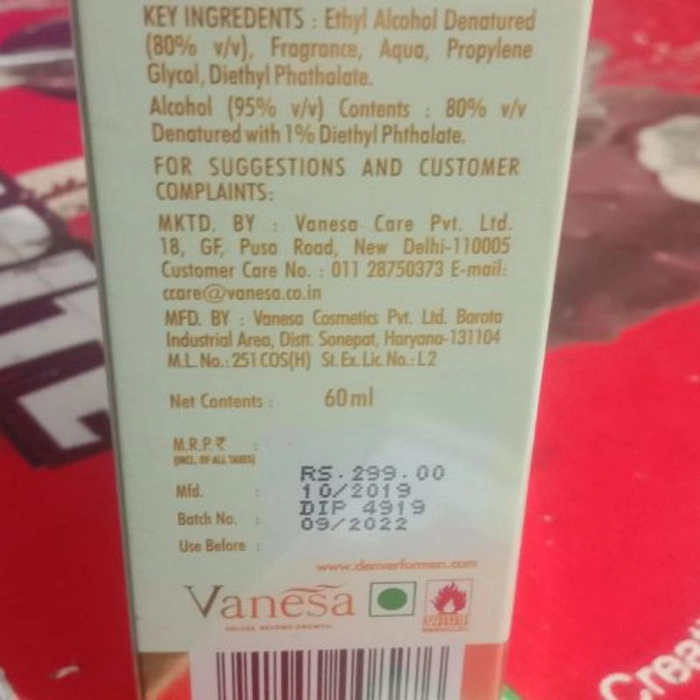 KEY INGREDIENTS : Ethyl Alcohol Denatured
(80% v/v), Fragrance, Aqua, Propylene
Glycol, Diethyl Phathalate.
Alcohol (95% v/v) Contents : 80% v/v
Denatured with 1% Diethyl Phthalate.
FOR SUGGESTIONS AND CUSTOMER
COMPLAINTS:
MKTD. BY : Vanesa Care Pvt. Ltd.
18, GF, Pusa Road, New Delhi-110005
Customer Care No. : 011 28750373 E-mail:
ccare@vanesa.co.in
MFD. BY : Vanesa Cosmetics Pvt. Ltd. Barota
Industrial Area, Distt. Sonepat, Haryana-131104
M.L. No.: 251 COS(H) St. Ex. Lic. No.: L2
Net Contents : 60ml
M.R.P. ₹ :
(INCL. OF ALL TAXES)
RS. 299.00
Mfd. : 10/2019
Batch No. : DIP 4919
Use Before : 09/2022
www.denverformen.com
Vanesa
VALUES BEYOND GROWTH
Crea